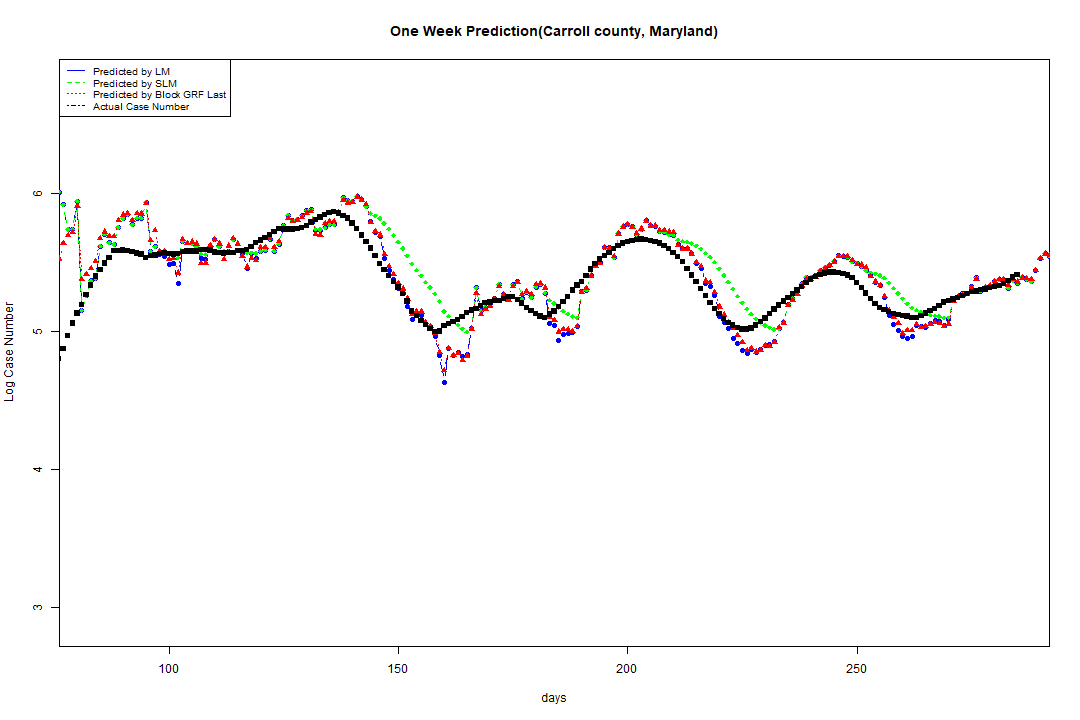 One Week Prediction(Carroll county, Maryland)
Predicted by LM
Predicted by SLM
Predicted by Block GRF Last
Actual Case Number
6
5
4
3
Log Case Number
100 150 200 250
days